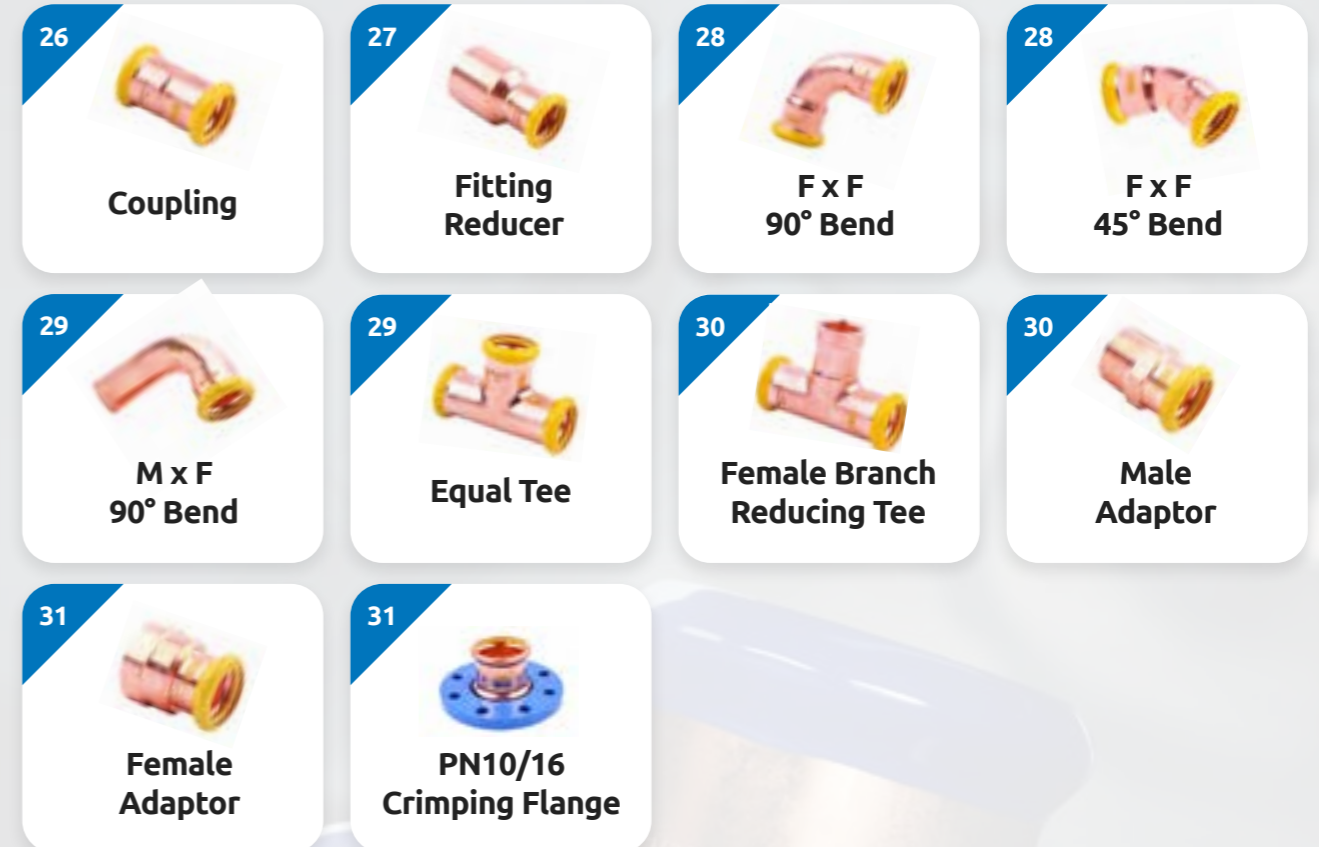 26
Coupling
27
Fitting
Reducer
28
F x F
90° Bend
28
F x F
45° Bend
29
M x F
90° Bend
29
Equal Tee
30
Female Branch
Reducing Tee
30
Male
Adaptor
31
Female
Adaptor
31
PN10/16
Crimping Flange